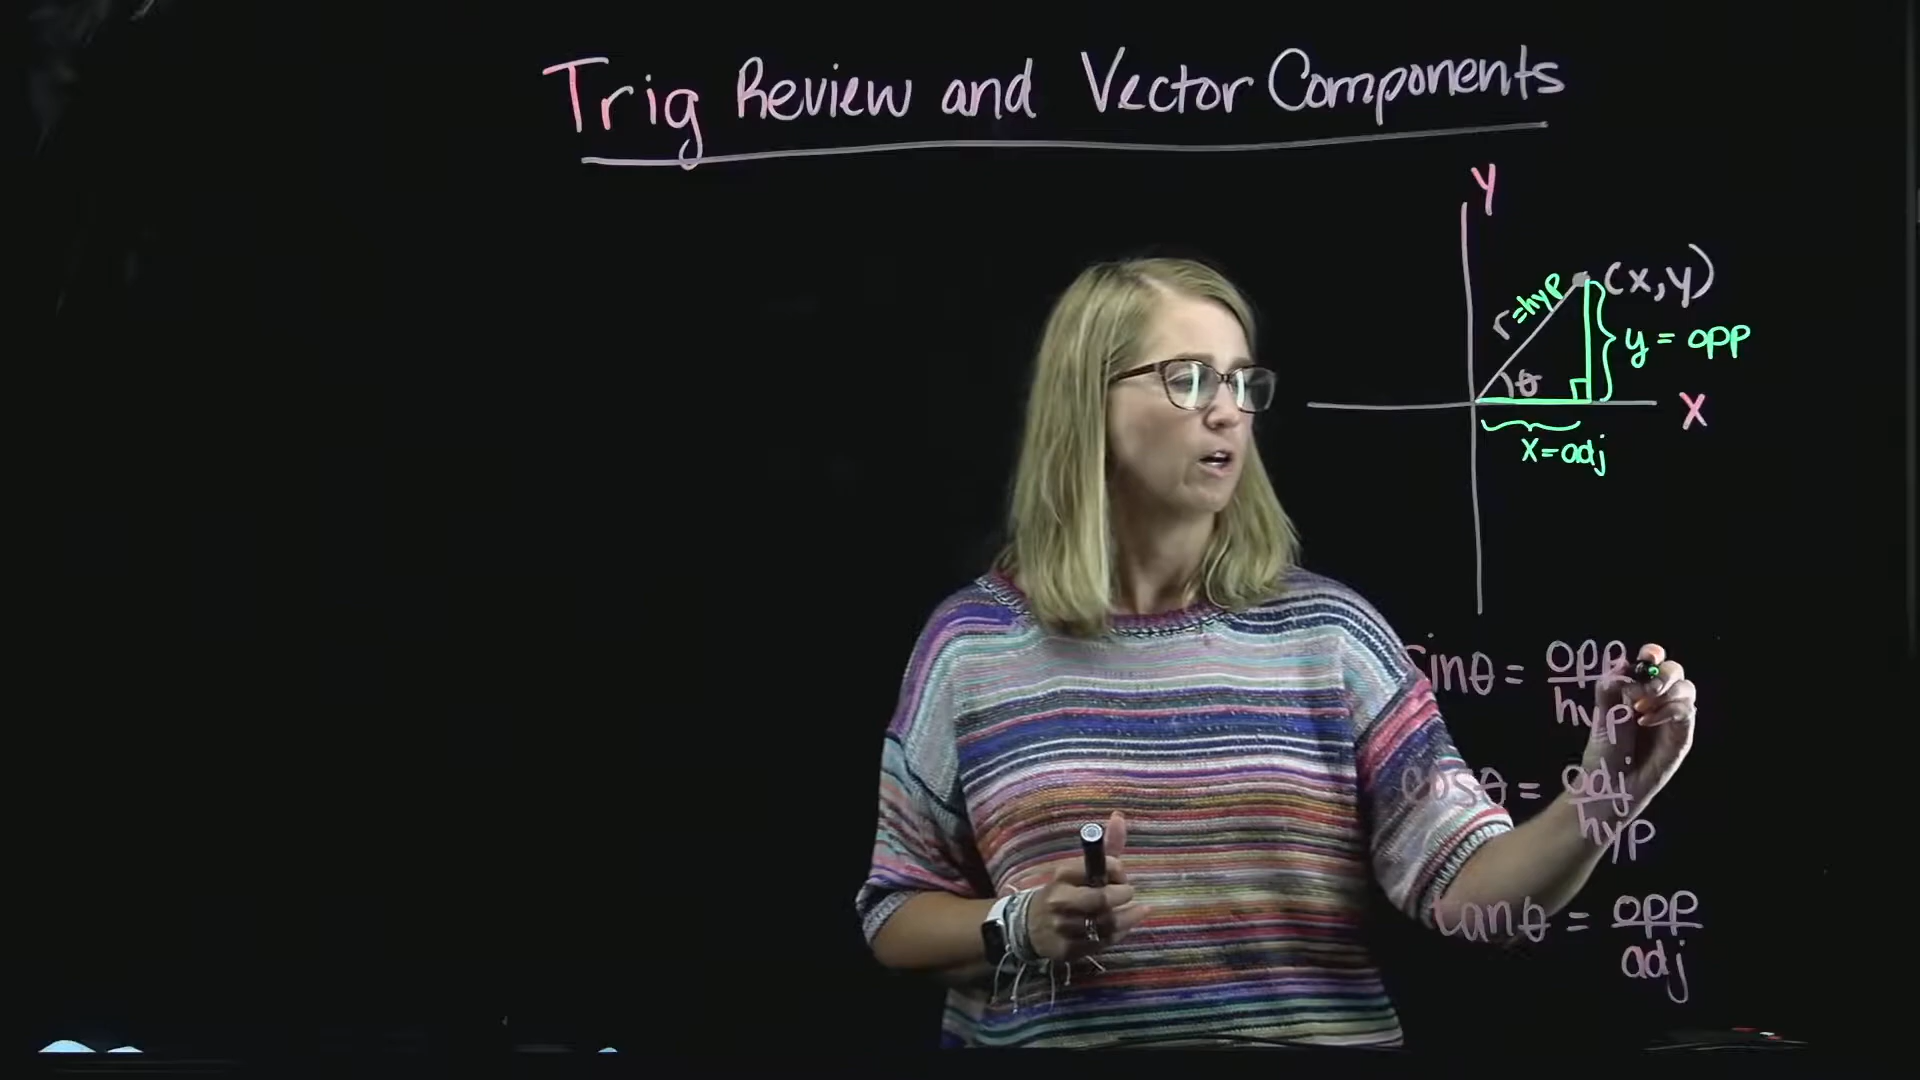 Trig Review and Vector Components
Y
(x,y)
r=hyp
y = opp
θ
X
x=adj
sinθ = opp
hyp
cosθ = adj
hyp
tanθ = opp
adj